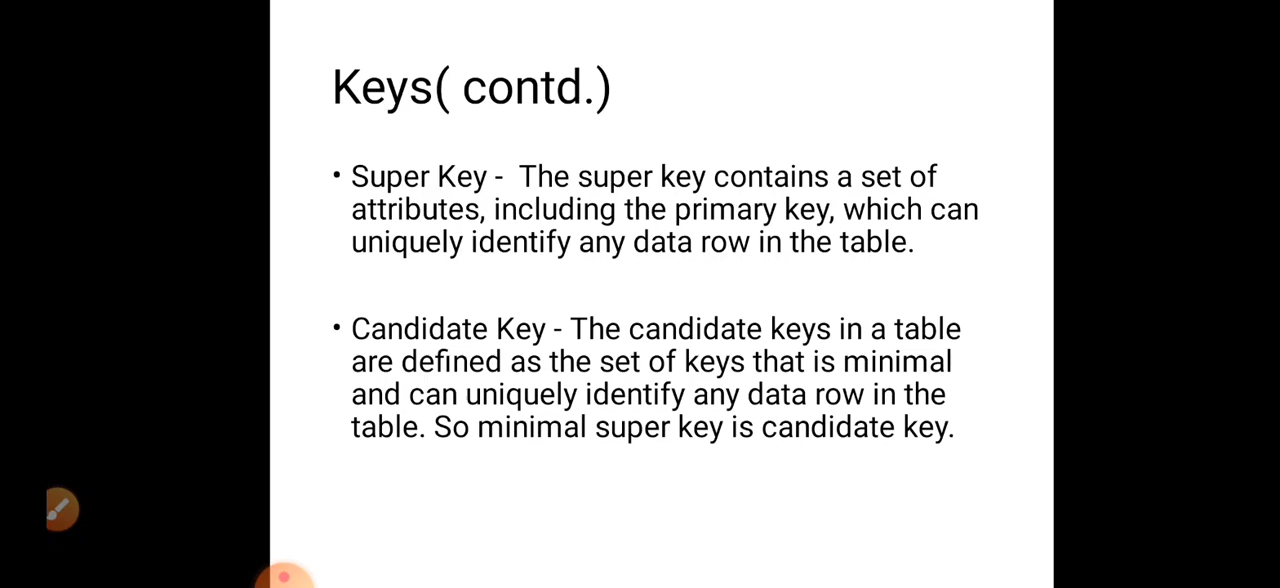 Keys( contd.)
• Super Key -  The super key contains a set of
attributes, including the primary key, which can
uniquely identify any data row in the table.
• Candidate Key - The candidate keys in a table
are defined as the set of keys that is minimal
and can uniquely identify any data row in the
table. So minimal super key is candidate key.